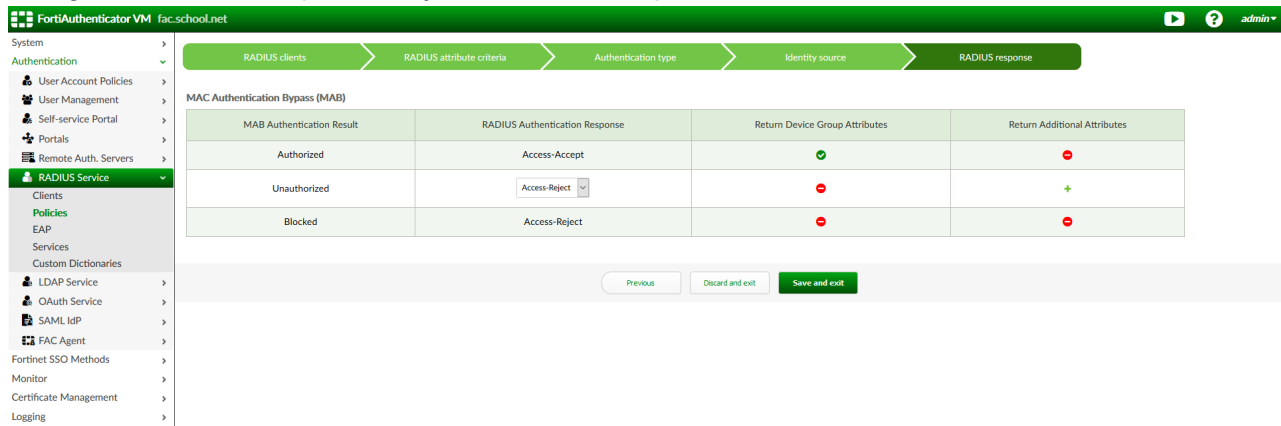 FortiAuthenticator VM fac.school.net admin
System
Authentication
User Account Policies
User Management
Self-service Portal
Portals
Remote Auth. Servers
RADIUS Service
Clients
Policies
EAP
Services
Custom Dictionaries
LDAP Service
OAuth Service
SAML IdP
FAC Agent
Fortinet SSO Methods
Monitor
Certificate Management
Logging
RADIUS clients RADIUS attribute criteria Authentication type Identity source RADIUS response
MAC Authentication Bypass (MAB)
MAB Authentication Result RADIUS Authentication Response Return Device Group Attributes Return Additional Attributes
Authorized Access-Accept
Unauthorized Access-Reject
Blocked Access-Reject
Previous Discard and exit Save and exit